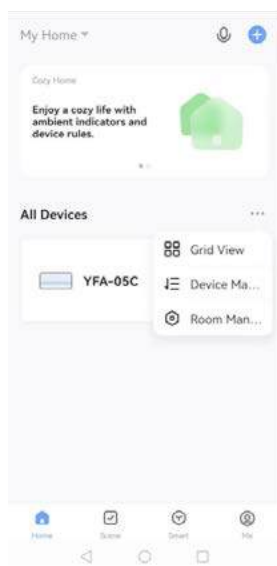 My Home
Cozy Home
Enjoy a cozy life with
ambient indicators and
device rules.
All Devices
...
YFA-05C
Grid View
Device Ma...
Room Man...
Home
Scene
Smart
Me